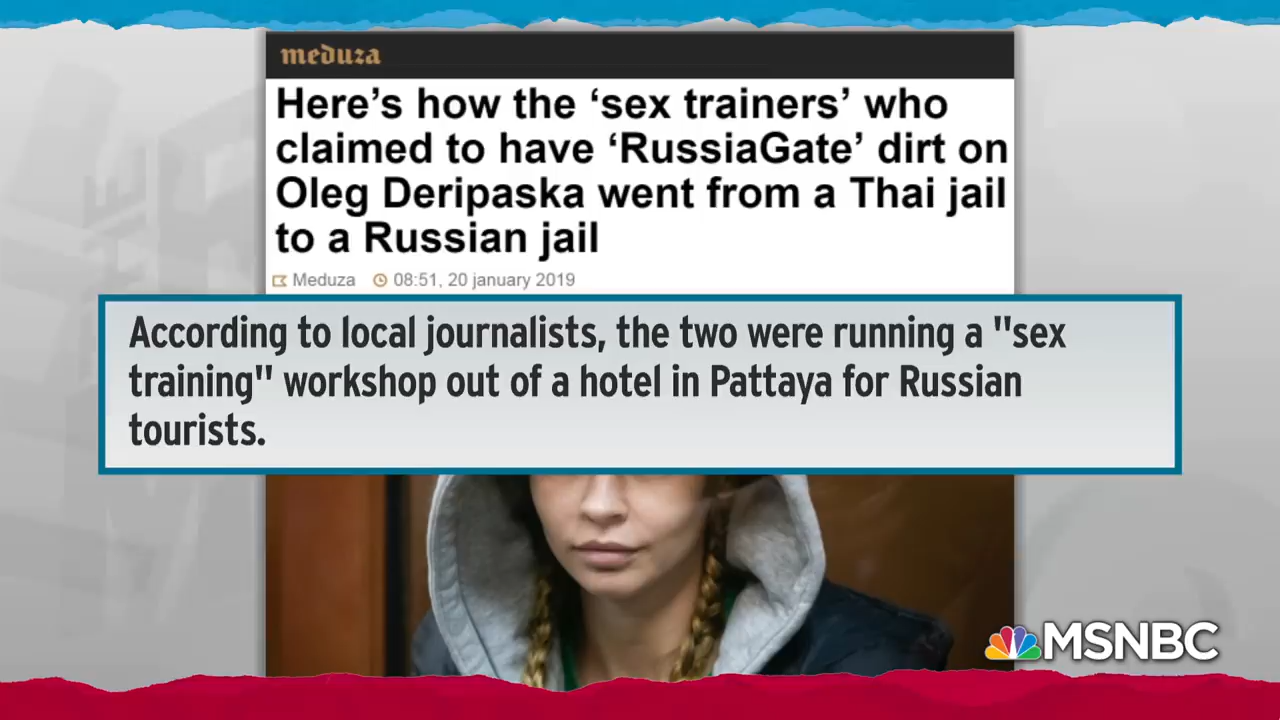 meduza
Here's how the 'sex trainers' who
claimed to have 'RussiaGate' dirt on
Oleg Deripaska went from a Thai jail
to a Russian jail
Meduza 08:51, 20 january 2019
According to local journalists, the two were running a "sex
training" workshop out of a hotel in Pattaya for Russian
tourists.
MSNBC